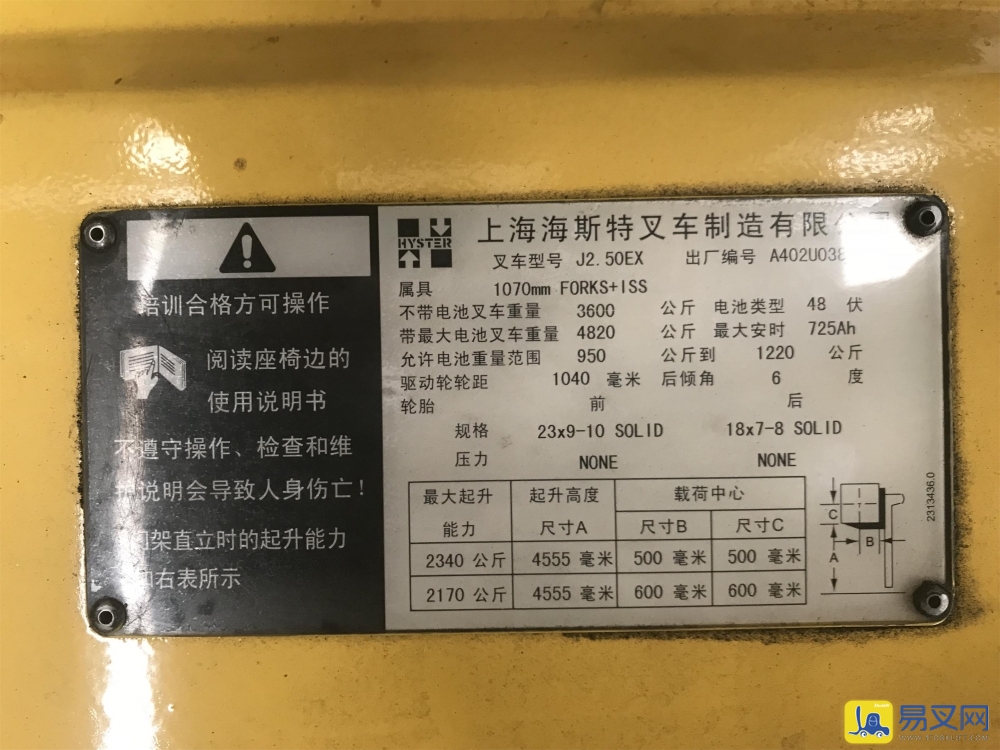 培训合格方可操作
阅读座椅边的
使用说明书
不遵守操作、检查和维
护说明会导致人身伤亡!
门架直立时的起升能力
如右表所示
HYSTER
上海海斯特叉车制造有限
叉车型号 J2.50EX 出厂编号 A402U038
属具 1070mm FORKS+ISS
不带电池叉车重量 3600 公斤 电池类型 48 伏
带最大电池叉车重量 4820 公斤 最大安时 725Ah
允许电池重量范围 950 公斤到 1220 公斤
驱动轮轮距 1040 毫米 后倾角 6 度
轮胎 前 后
规格 23x9-10 SOLID 18x7-8 SOLID
压力 NONE NONE
最大起升能力 起升高度尺寸A 载荷中心
尺寸B 尺寸C
2340 公斤 4555 毫米 500 毫米 500 毫米
2170 公斤 4555 毫米 600 毫米 600 毫米
C
B
A
2313436.0
易叉网